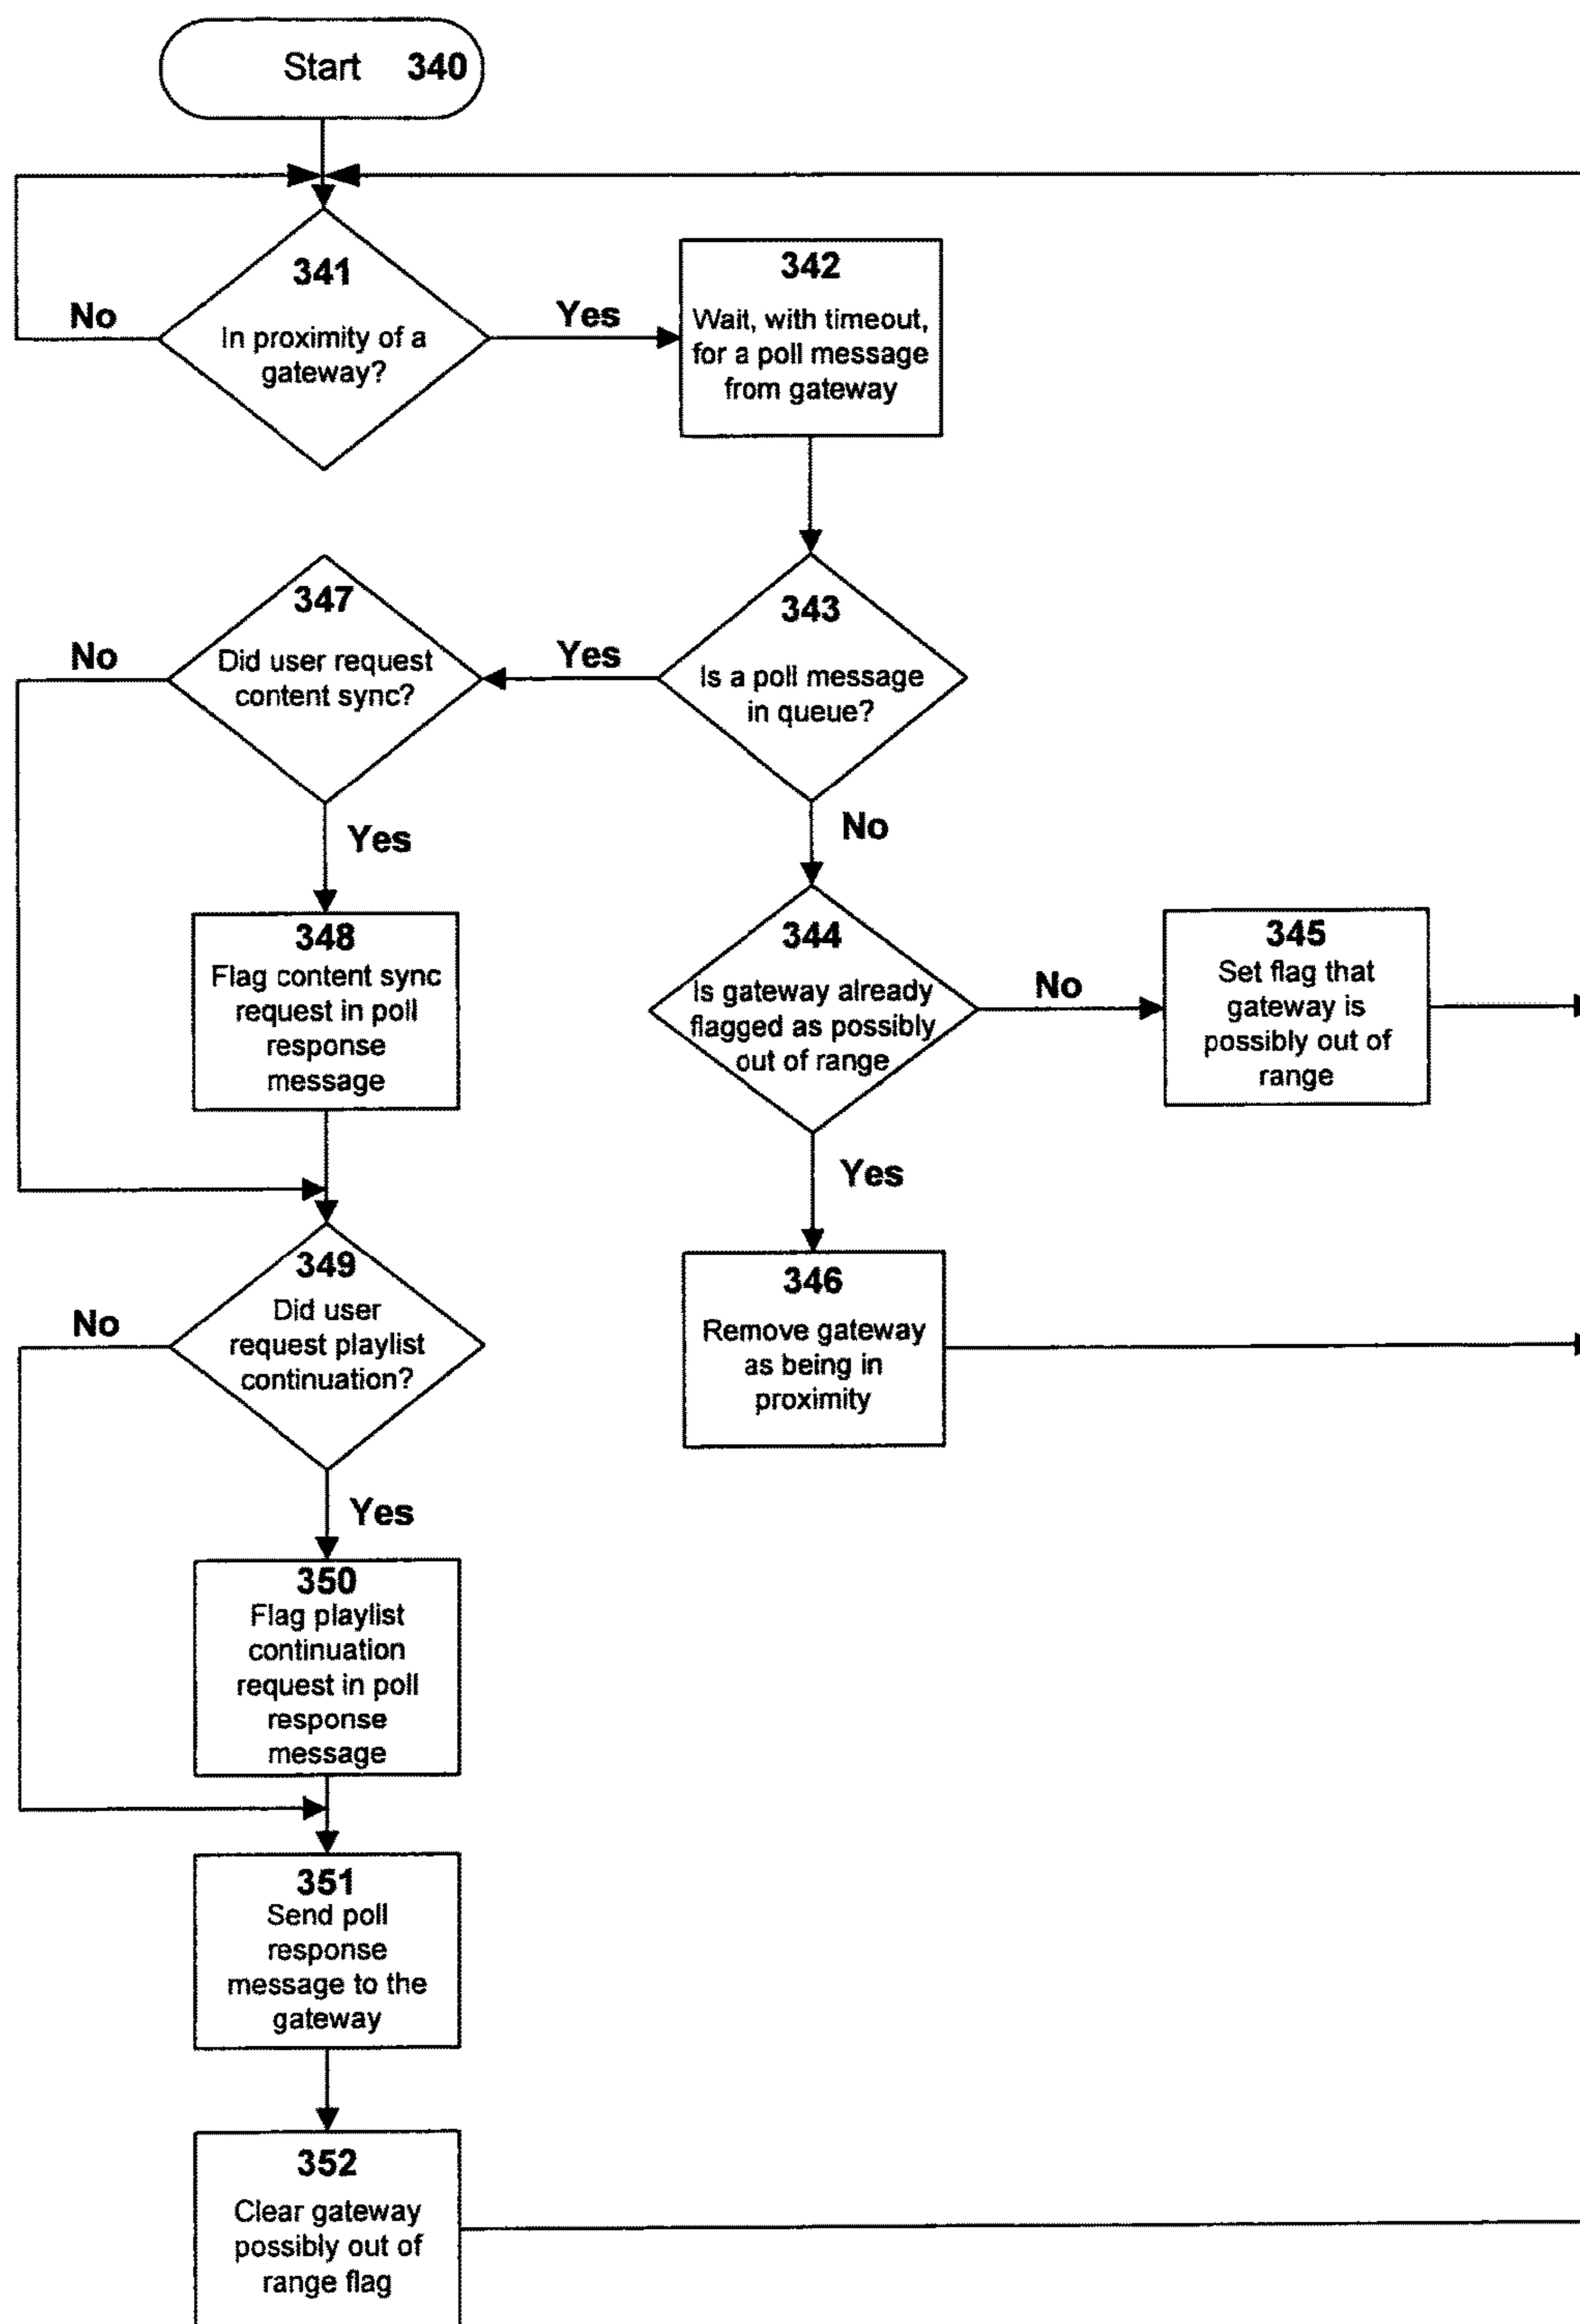 Start 340
341
In proximity of a
gateway?
No
Yes
342
Wait, with timeout,
for a poll message
from gateway
343
Is a poll message
in queue?
Yes
No
347
Did user request
content sync?
No
Yes
348
Flag content sync
request in poll
response
message
344
Is gateway already
flagged as possibly
out of range
No
Yes
345
Set flag that
gateway is
possibly out of
range
346
Remove gateway
as being in
proximity
349
Did user
request playlist
continuation?
No
Yes
350
Flag playlist
continuation
request in poll
response
message
351
Send poll
response
message to the
gateway
352
Clear gateway
possibly out of
range flag